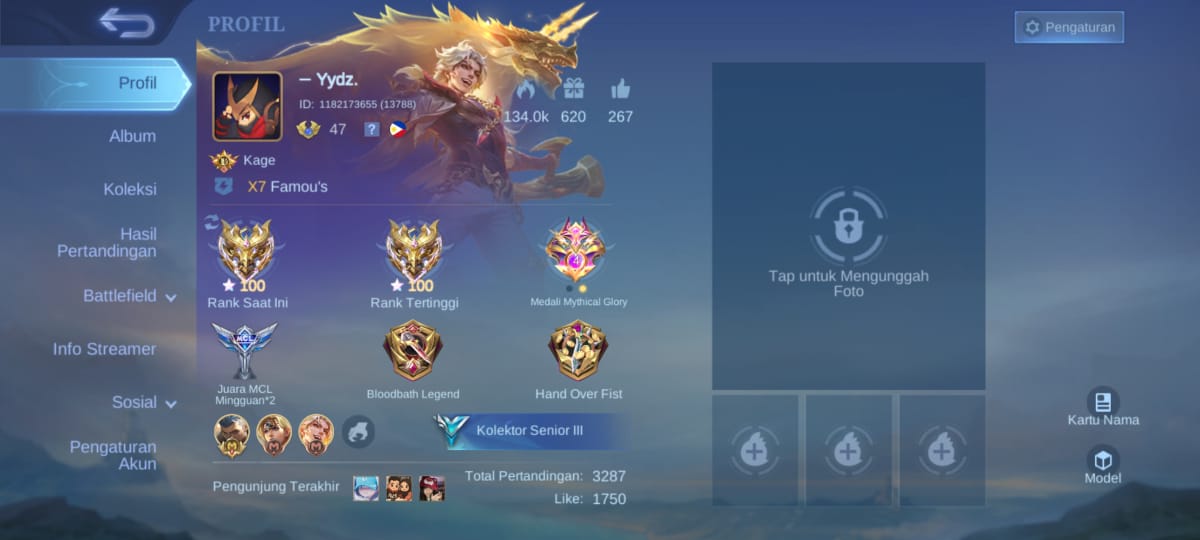 PROFIL
Pengaturan
Profil
Album
Koleksi
Hasil
Pertandingan
Battlefield
Info Streamer
Sosial
Pengaturan
Akun
– Yydz.
ID: 1182173655 (13788)
47 ?
134.0k 620 267
Kage
X7 Famou's
100
Rank Saat Ini
100
Rank Tertinggi
4
Medali Mythical Glory
MCL
Juara MCL
Mingguan*2
Bloodbath Legend
Hand Over Fist
Kolektor Senior III
Pengunjung Terakhir
Total Pertandingan: 3287
Like: 1750
Tap untuk Mengunggah
Foto
Kartu Nama
Model